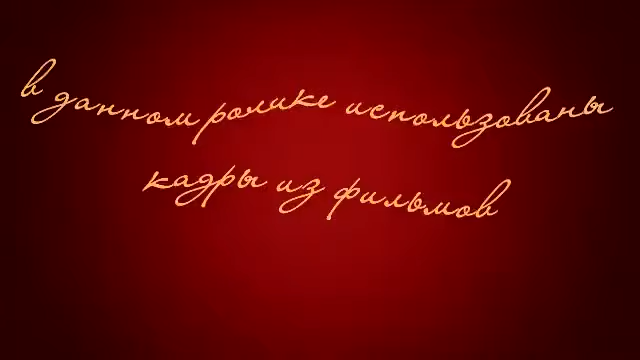 в данном ролике использованы
кадры из фильмов